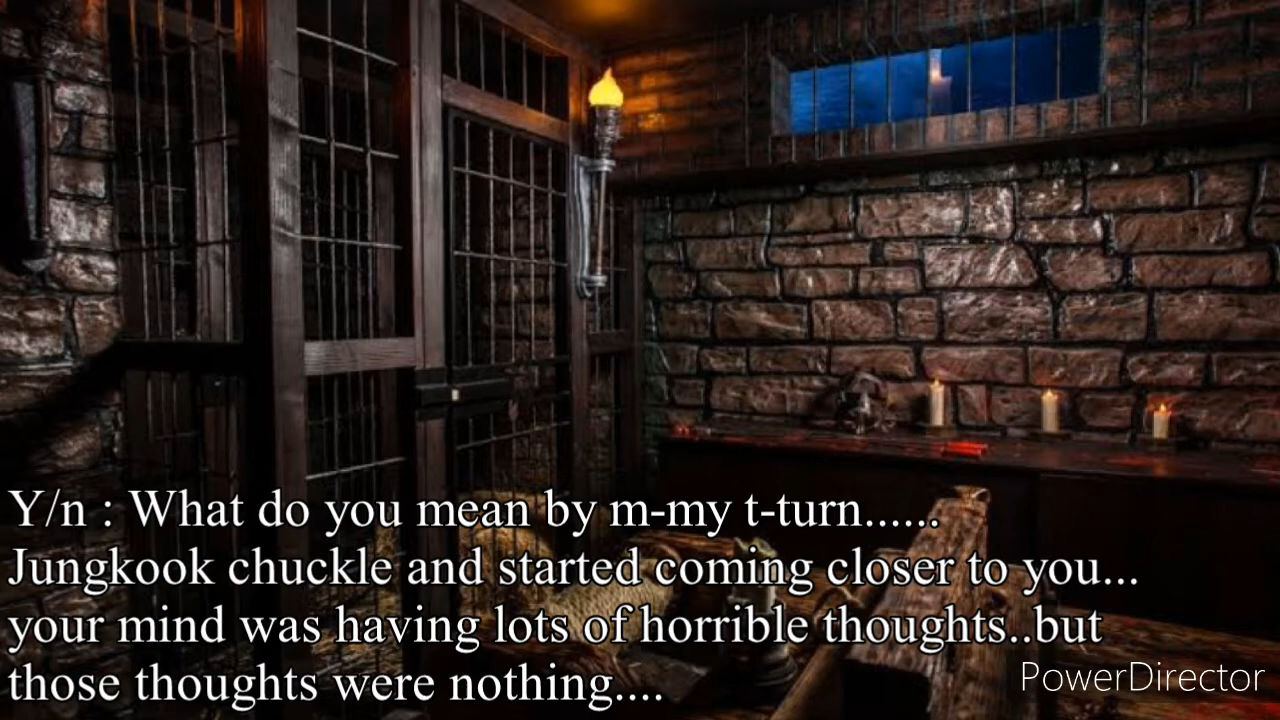 Y/n : What do you mean by m-my t-turn......
Jungkook chuckle and started coming closer to you...
your mind was having lots of horrible thoughts..but
those thoughts were nothing....
PowerDirector